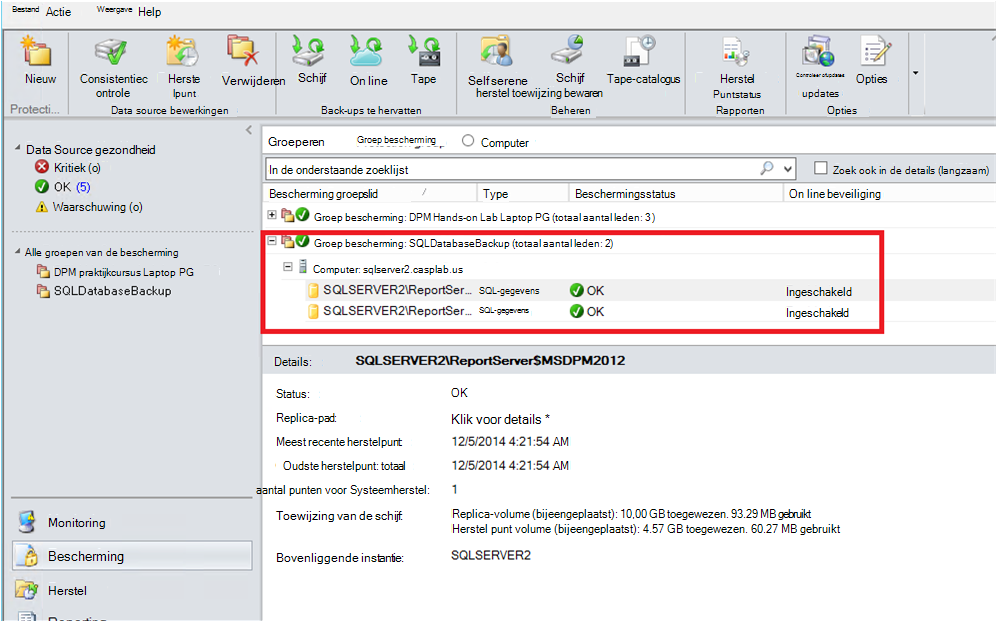 Bestand Actie Weergave Help
Nieuw Consistentiec ontrole Herste lpunt Verwijderen Schijf On line Tape Selfserene herstel Schijf toewijzing bewaren Tape-catalogus Herstel Puntstatus updates Opties
Protecti... Data source bewerkingen Back-ups te hervatten Beheren Rapporten Opties
Data Source gezondheid
Kritiek (o)
OK (5)
Waarschuwing (o)
Alle groepen van de bescherming
DPM praktijkcursus Laptop PG
SQLDatabaseBackup
Monitoring
Bescherming
Herstel
Reporting
Groeperen Groep bescherming Computer
In de onderstaande zoeklijst Zoek ook in de details (langzaam)
Bescherming groepslid / Type Beschermingsstatus On line beveiliging
Groep bescherming: DPM Hands-on Lab Laptop PG (totaal aantal leden: 3)
Groep bescherming: SQLDatabaseBackup (totaal aantal leden: 2)
Computer: sqlserver2.casplab.us
SQLSERVER2\ReportSer... SQL-gegevens OK Ingeschakeld
SQLSERVER2\ReportSer... SQL-gegevens OK Ingeschakeld
Details: SQLSERVER2\ReportServer$MSDPM2012
Status: OK
Replica-pad: Klik voor details *
Meest recente herstelpunt: 12/5/2014 4:21:54 AM
Oudste herstelpunt: totaal 12/5/2014 4:21:54 AM
aantal punten voor Systeemherstel: 1
Toewijzing van de schijf: Replica-volume (bijeengeplaatst): 10,00 GB toegewezen. 93.29 MB gebruikt
Herstel punt volume (bijeengeplaatst): 4.57 GB toegewezen. 60.27 MB gebruikt
Bovenliggende instantie: SQLSERVER2